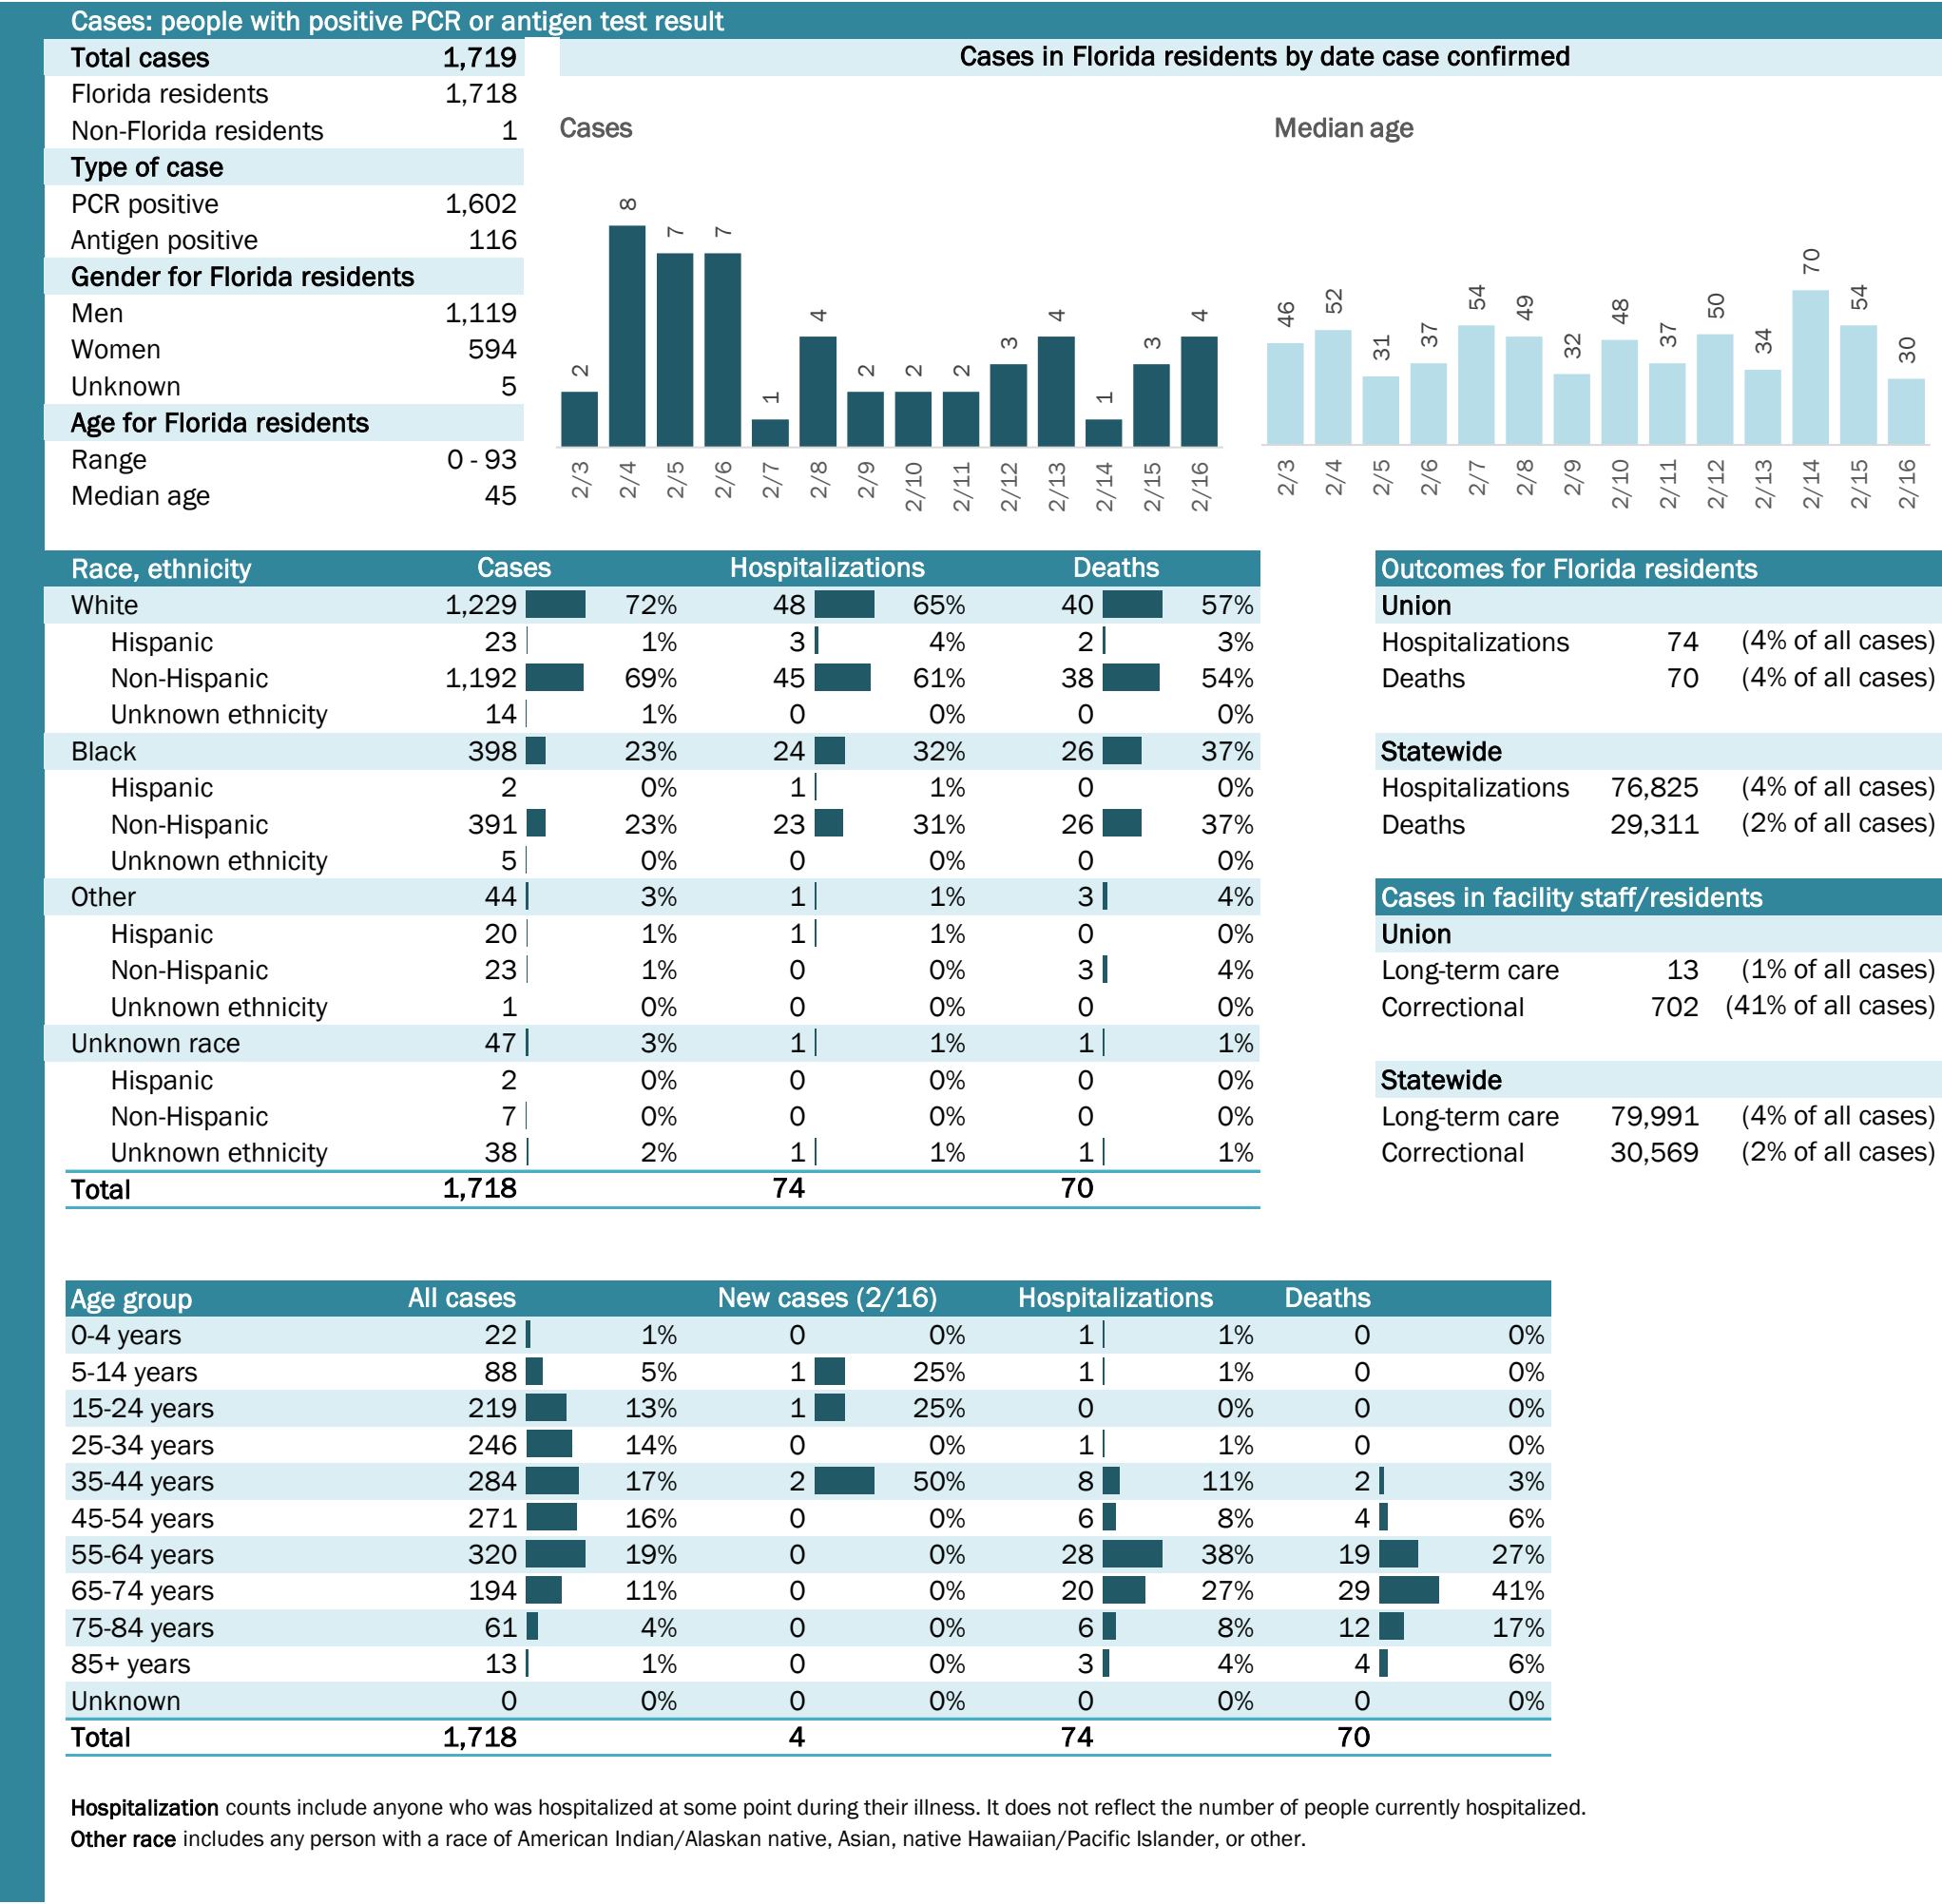 Cases: people with positive PCR or antigen test result
Total cases 1,719
Florida residents 1,718
Non-Florida residents 1
Type of case
PCR positive 1,602
Antigen positive 116
Gender for Florida residents
Men 1,119
Women 594
Unknown 5
Age for Florida residents
Range 0 - 93
Median age 45
Cases in Florida residents by date case confirmed
Cases
2 8 7 7 1 4 2 2 2 3 4 1 3 4
2/3 2/4 2/5 2/6 2/7 2/8 2/9 2/10 2/11 2/12 2/13 2/14 2/15 2/16
Median age
46 52 31 37 54 49 32 48 37 50 34 70 54 30
2/3 2/4 2/5 2/6 2/7 2/8 2/9 2/10 2/11 2/12 2/13 2/14 2/15 2/16
Race, ethnicity Cases Hospitalizations Deaths
White 1,229 72% 48 65% 40 57%
Hispanic 23 1% 3 4% 2 3%
Non-Hispanic 1,192 69% 45 61% 38 54%
Unknown ethnicity 14 1% 0 0% 0 0%
Black 398 23% 24 32% 26 37%
Hispanic 2 0% 1 1% 0 0%
Non-Hispanic 391 23% 23 31% 26 37%
Unknown ethnicity 5 0% 0 0% 0 0%
Other 44 3% 1 1% 3 4%
Hispanic 20 1% 1 1% 0 0%
Non-Hispanic 23 1% 0 0% 3 4%
Unknown ethnicity 1 0% 0 0% 0 0%
Unknown race 47 3% 1 1% 1 1%
Hispanic 2 0% 0 0% 0 0%
Non-Hispanic 7 0% 0 0% 0 0%
Unknown ethnicity 38 2% 1 1% 1 1%
Total 1,718 74 70
Outcomes for Florida residents
Union
Hospitalizations 74 (4% of all cases)
Deaths 70 (4% of all cases)
Statewide
Hospitalizations 76,825 (4% of all cases)
Deaths 29,311 (2% of all cases)
Cases in facility staff/residents
Union
Long-term care 13 (1% of all cases)
Correctional 702 (41% of all cases)
Statewide
Long-term care 79,991 (4% of all cases)
Correctional 30,569 (2% of all cases)
Age group All cases New cases (2/16) Hospitalizations Deaths
0-4 years 22 1% 0 0% 1 1% 0 0%
5-14 years 88 5% 1 25% 1 1% 0 0%
15-24 years 219 13% 1 25% 0 0% 0 0%
25-34 years 246 14% 0 0% 1 1% 0 0%
35-44 years 284 17% 2 50% 8 11% 2 3%
45-54 years 271 16% 0 0% 6 8% 4 6%
55-64 years 320 19% 0 0% 28 38% 19 27%
65-74 years 194 11% 0 0% 20 27% 29 41%
75-84 years 61 4% 0 0% 6 8% 12 17%
85+ years 13 1% 0 0% 3 4% 4 6%
Unknown 0 0% 0 0% 0 0% 0 0%
Total 1,718 4 74 70
Hospitalization counts include anyone who was hospitalized at some point during their illness. It does not reflect the number of people currently hospitalized.
Other race includes any person with a race of American Indian/Alaskan native, Asian, native Hawaiian/Pacific Islander, or other.